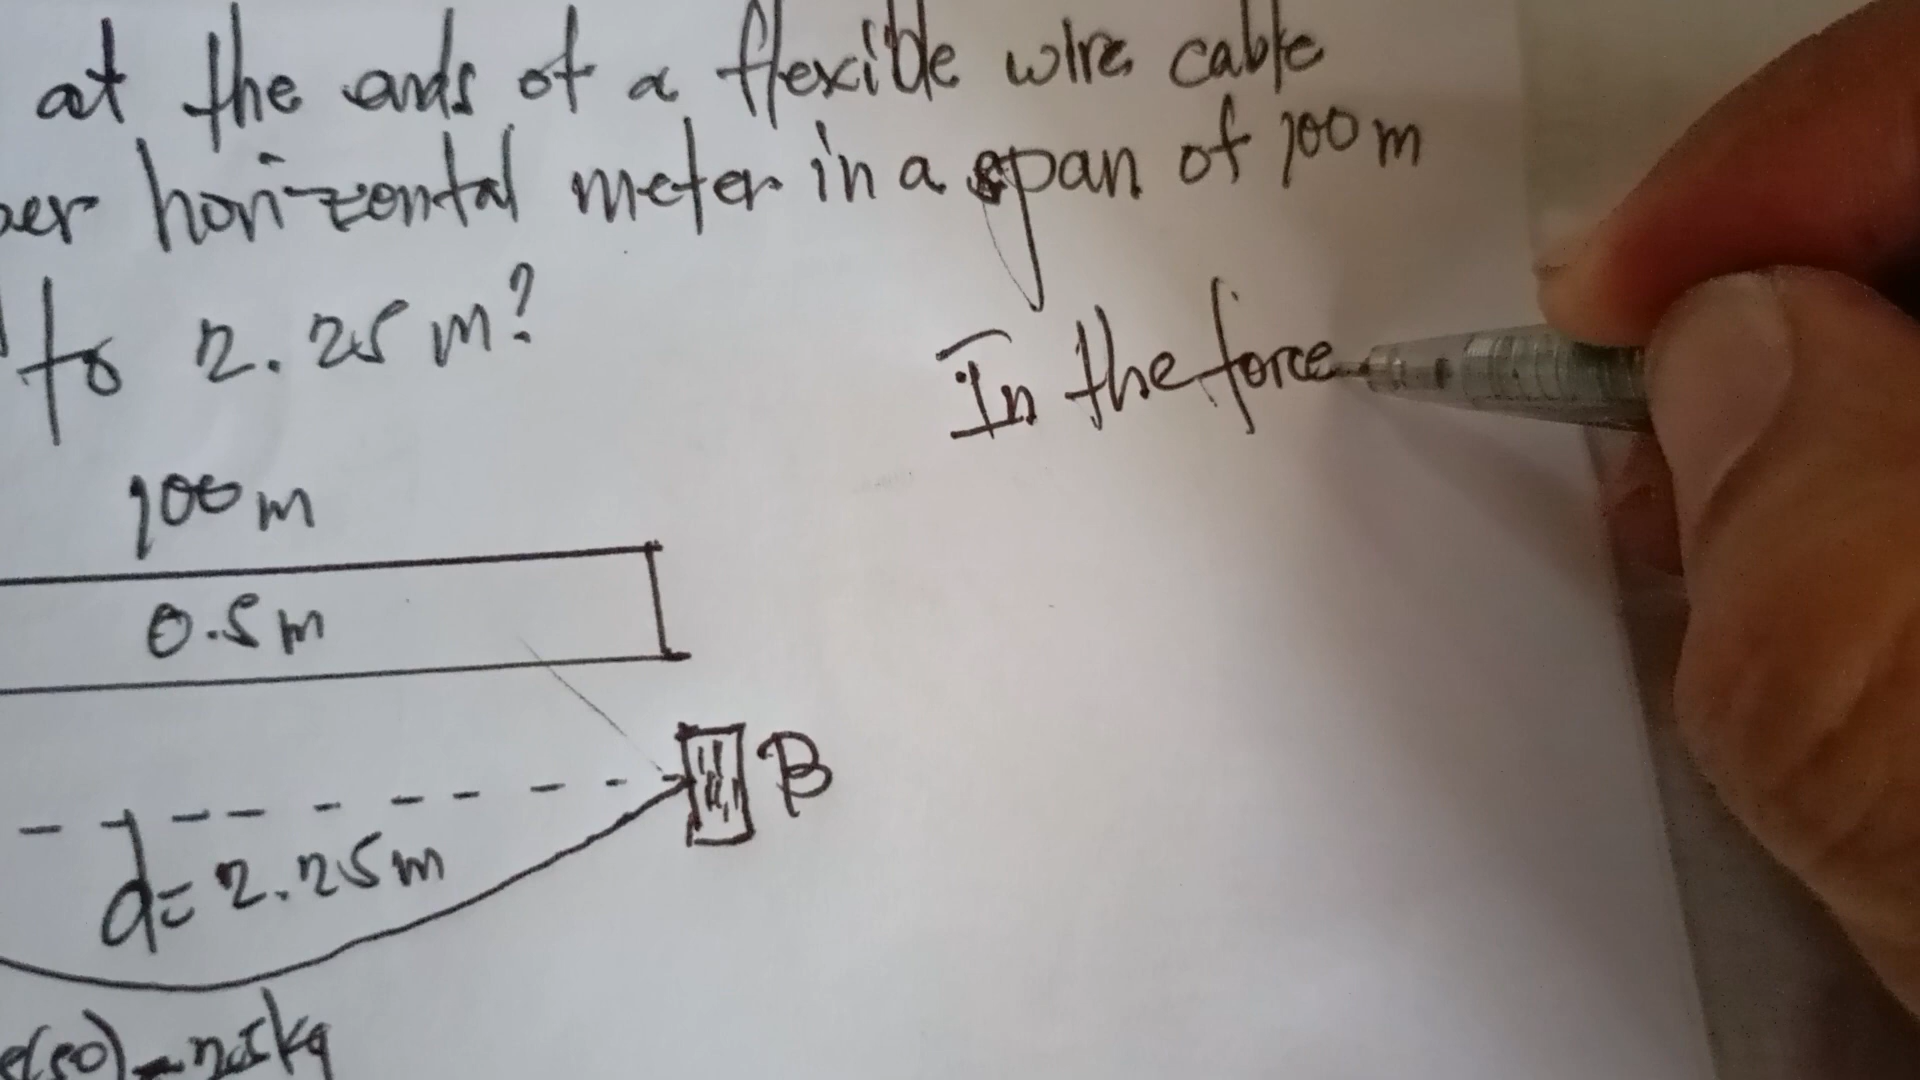 at the ends of a flexible wire cable
per horizontal meter in a span of 100 m
to 2.25 m?
In the force
100 m
0.5 m
B
d= 2.25 m
(50)